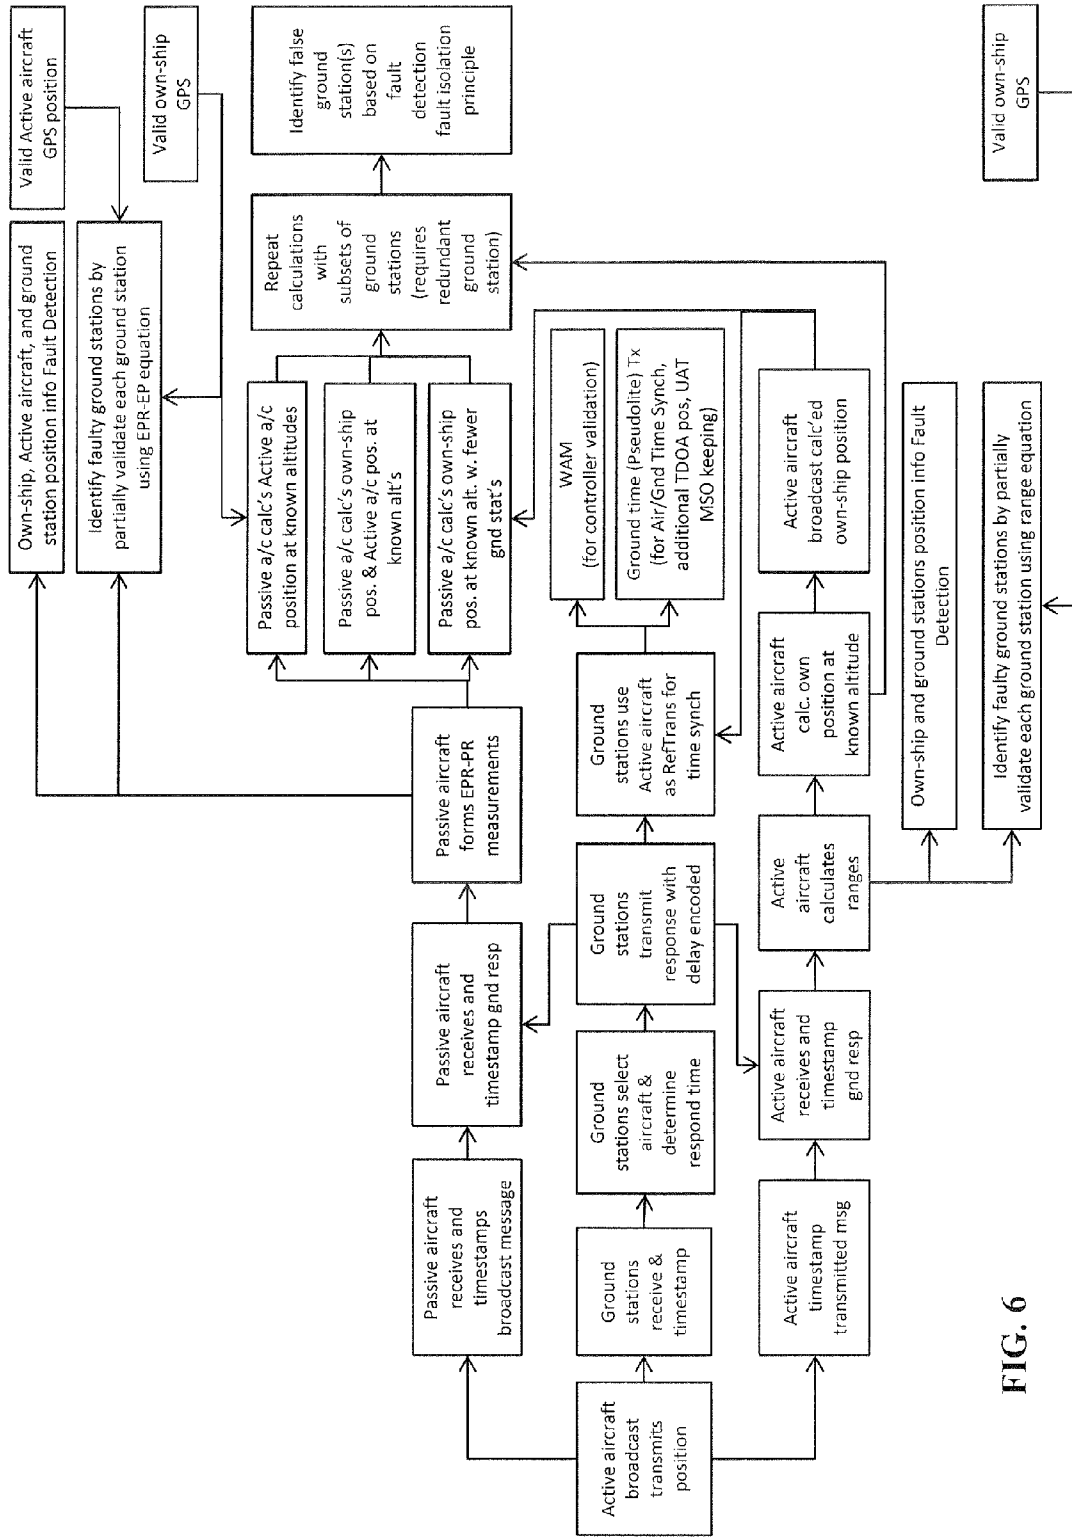 Active aircraft
broadcast
transmits
position
Passive aircraft
receives and
timestamps
broadcast message
Ground
stations
receive &
timestamp
Active aircraft
timestamp
transmitted msg
Passive aircraft
receives and
timestamp gnd resp
Ground
stations select
aircraft &
determine
respond time
Active aircraft
receives and
timestamp
gnd resp
Ground
stations
transmit
response with
delay encoded
Passive aircraft
forms EPR-PR
measurements
Active
aircraft
calculates
ranges
Ground
stations use
Active aircraft
as RefTrans for
time synch
Active aircraft
calc. own
position at
known altitude
Own-ship, Active aircraft, and ground
station position info Fault Detection
Identify faulty ground stations by
partially validate each ground station
using EPR-EP equation
Valid Active aircraft
GPS position
Valid own-ship
GPS
Passive a/c calc's Active a/c
position at known altitudes
Passive a/c calc's own-ship
pos. & Active a/c pos. at
known alt's
Passive a/c calc's own-ship
pos. at known alt. w. fewer
gnd stat's
Repeat
calculations
with
subsets of
ground
stations
(requires
redundant
ground
station)
Identify false
ground
station(s)
based on
fault
detection
fault isolation
principle
WAM
(for controller validation)
Ground time (Pseudolite) Tx
(for Air/Gnd Time Synch,
additional TDOA pos, UAT
MSO keeping)
Active aircraft
broadcast calc'ed
own-ship position
Own-ship and ground stations position info Fault
Detection
Identify faulty ground stations by partially
validate each ground station using range equation
Valid own-ship
GPS
FIG. 6